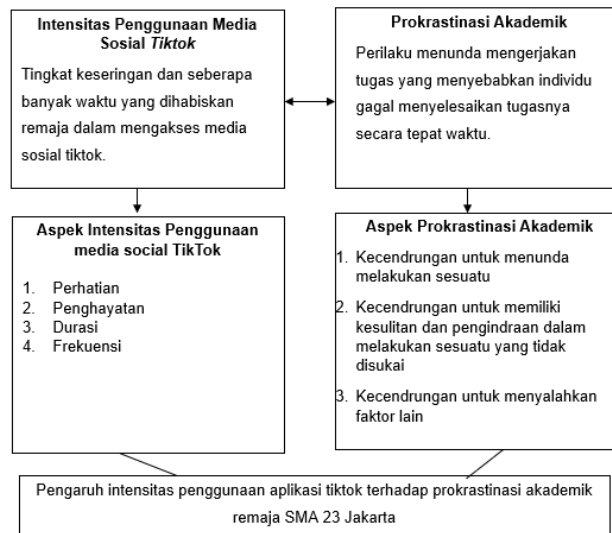 Intensitas Penggunaan Media
Sosial Tiktok
Tingkat keseringan dan seberapa
banyak waktu yang dihabiskan
remaja dalam mengakses media
sosial tiktok.
Prokrastinasi Akademik
Perilaku menunda mengerjakan
tugas yang menyebabkan individu
gagal menyelesaikan tugasnya
secara tepat waktu.
Aspek Intensitas Penggunaan
media social TikTok
1. Perhatian
2. Penghayatan
3. Durasi
4. Frekuensi
Aspek Prokrastinasi Akademik
1. Kecendrungan untuk menunda
melakukan sesuatu
2. Kecendrungan untuk memiliki
kesulitan dan pengindraan dalam
melakukan sesuatu yang tidak
disukai
3. Kecendrungan untuk menyalahkan
faktor lain
Pengaruh intensitas penggunaan aplikasi tiktok terhadap prokrastinasi akademik
remaja SMA 23 Jakarta